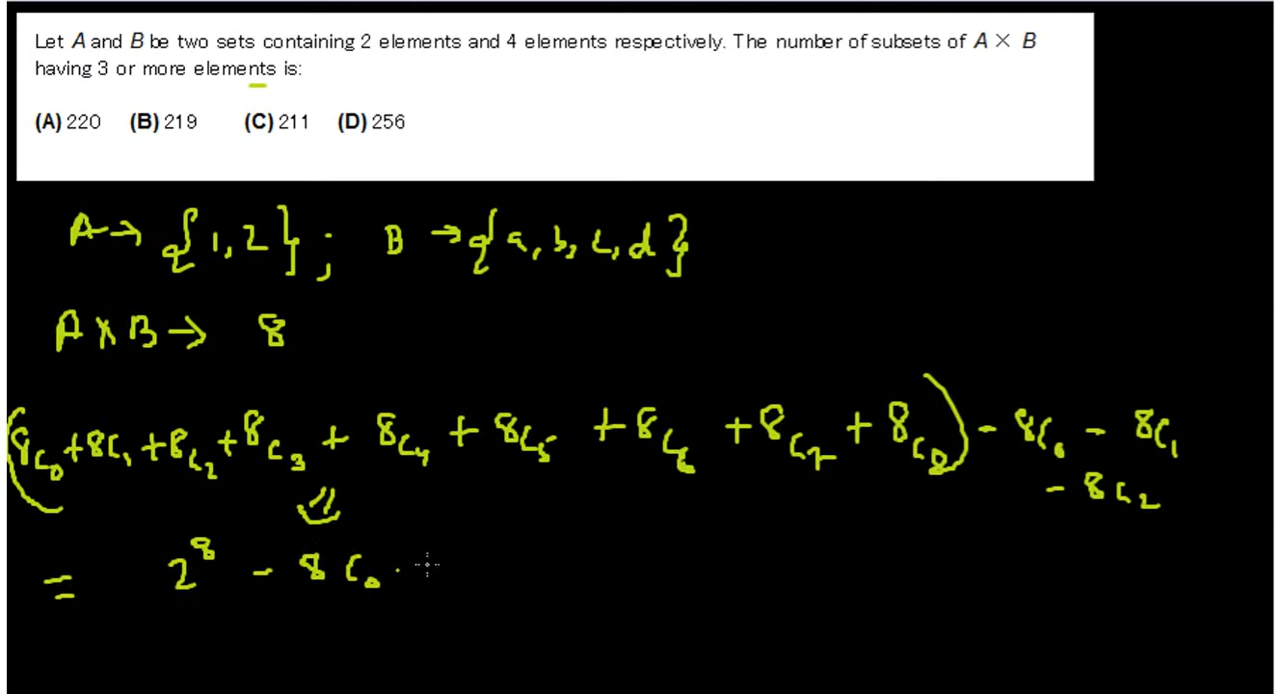 Let A and B be two sets containing 2 elements and 4 elements respectively. The number of subsets of A × B
having 3 or more elements is:
(A) 220 (B) 219 (C) 211 (D) 256
A → {1, 2} ; B → {a, b, c, d}
A × B → 8
(8C₀ + 8C₁ + 8C₂ + 8C₃ + 8C₄ + 8C₅ + 8C₆ + 8C₇ + 8C₈) - 8C₀ - 8C₁
- 8C₂
= 2⁸ - 8C₀ .